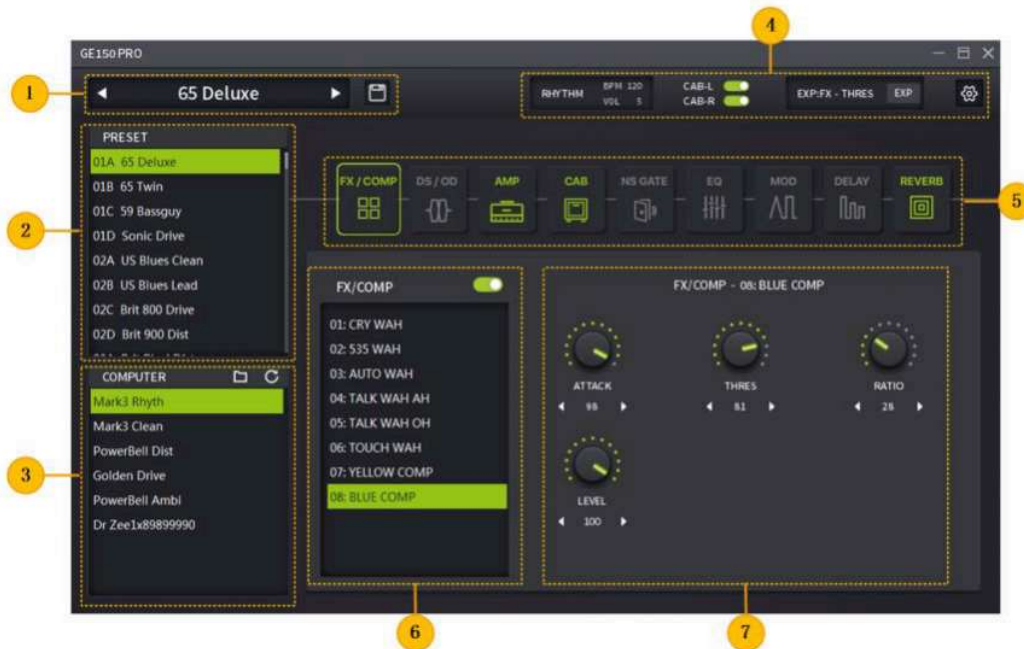 4
GE150 PRO
1
65 Deluxe
RHYTHM
BPM 120
VOL 5
CAB-L
CAB-R
EXP:FX - THRES
EXP
PRESET
01A 65 Deluxe
01B 65 Twin
01C 59 Bassguy
01D Sonic Drive
02A US Blues Clean
02B US Blues Lead
02C Brit 800 Drive
02D Brit 900 Dist
2
FX / COMP
DS / OD
AMP
CAB
NS GATE
EQ
MOD
DELAY
REVERB
5
COMPUTER
Mark3 Rhyth
Mark3 Clean
PowerBell Dist
Golden Drive
PowerBell Ambi
Dr Zee1x89899990
3
FX/COMP
01: CRY WAH
02: 535 WAH
03: AUTO WAH
04: TALK WAH AH
05: TALK WAH OH
06: TOUCH WAH
07: YELLOW COMP
08: BLUE COMP
6
FX/COMP - 08: BLUE COMP
ATTACK
98
THRES
81
RATIO
28
LEVEL
100
7